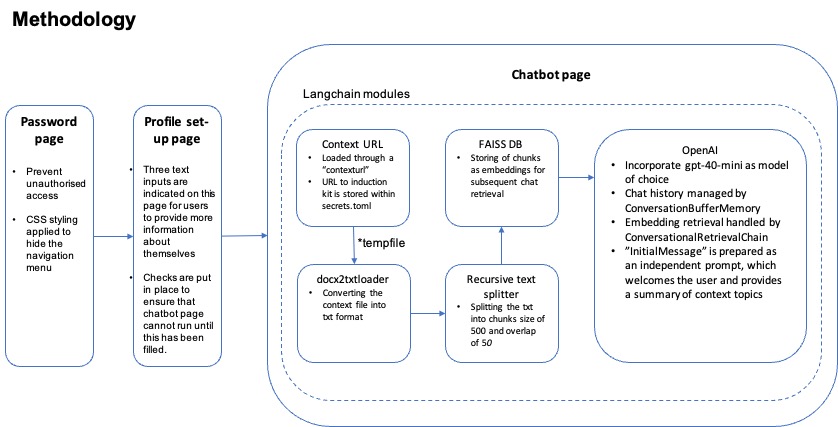 Methodology
Password
page
• Prevent
unauthorised
access
• CSS styling
applied to
hide the
navigation
menu
Profile set-
up page
• Three text
inputs are
indicated on this
page for users to
to provide more
information
about
themselves
• Checks are put
in place to
ensure that
chatbot page
cannot run until
this has been
filled.
Chatbot page
Langchain modules
Context URL
• Loaded through a
"contexturl"
• URL to induction
kit is stored within
secrets.toml
*tempfile
docx2txtloader
• Converting the
context file into
txt format
Recursive text
splitter
• Splitting the txt
into chunks size of
500 and overlap
of 50
FAISS DB
• Storing of chunks
as embeddings for
subsequent chat
retrieval
OpenAI
• Incorporate gpt-40-mini as model
of choice
• Chat history managed by
ConversationBufferMemory
• Embedding retrieval handled by
ConversationalRetrievalChain
• "InitialMessage" is prepared as
an independent prompt, which
welcomes the user and provides
a summary of context topics